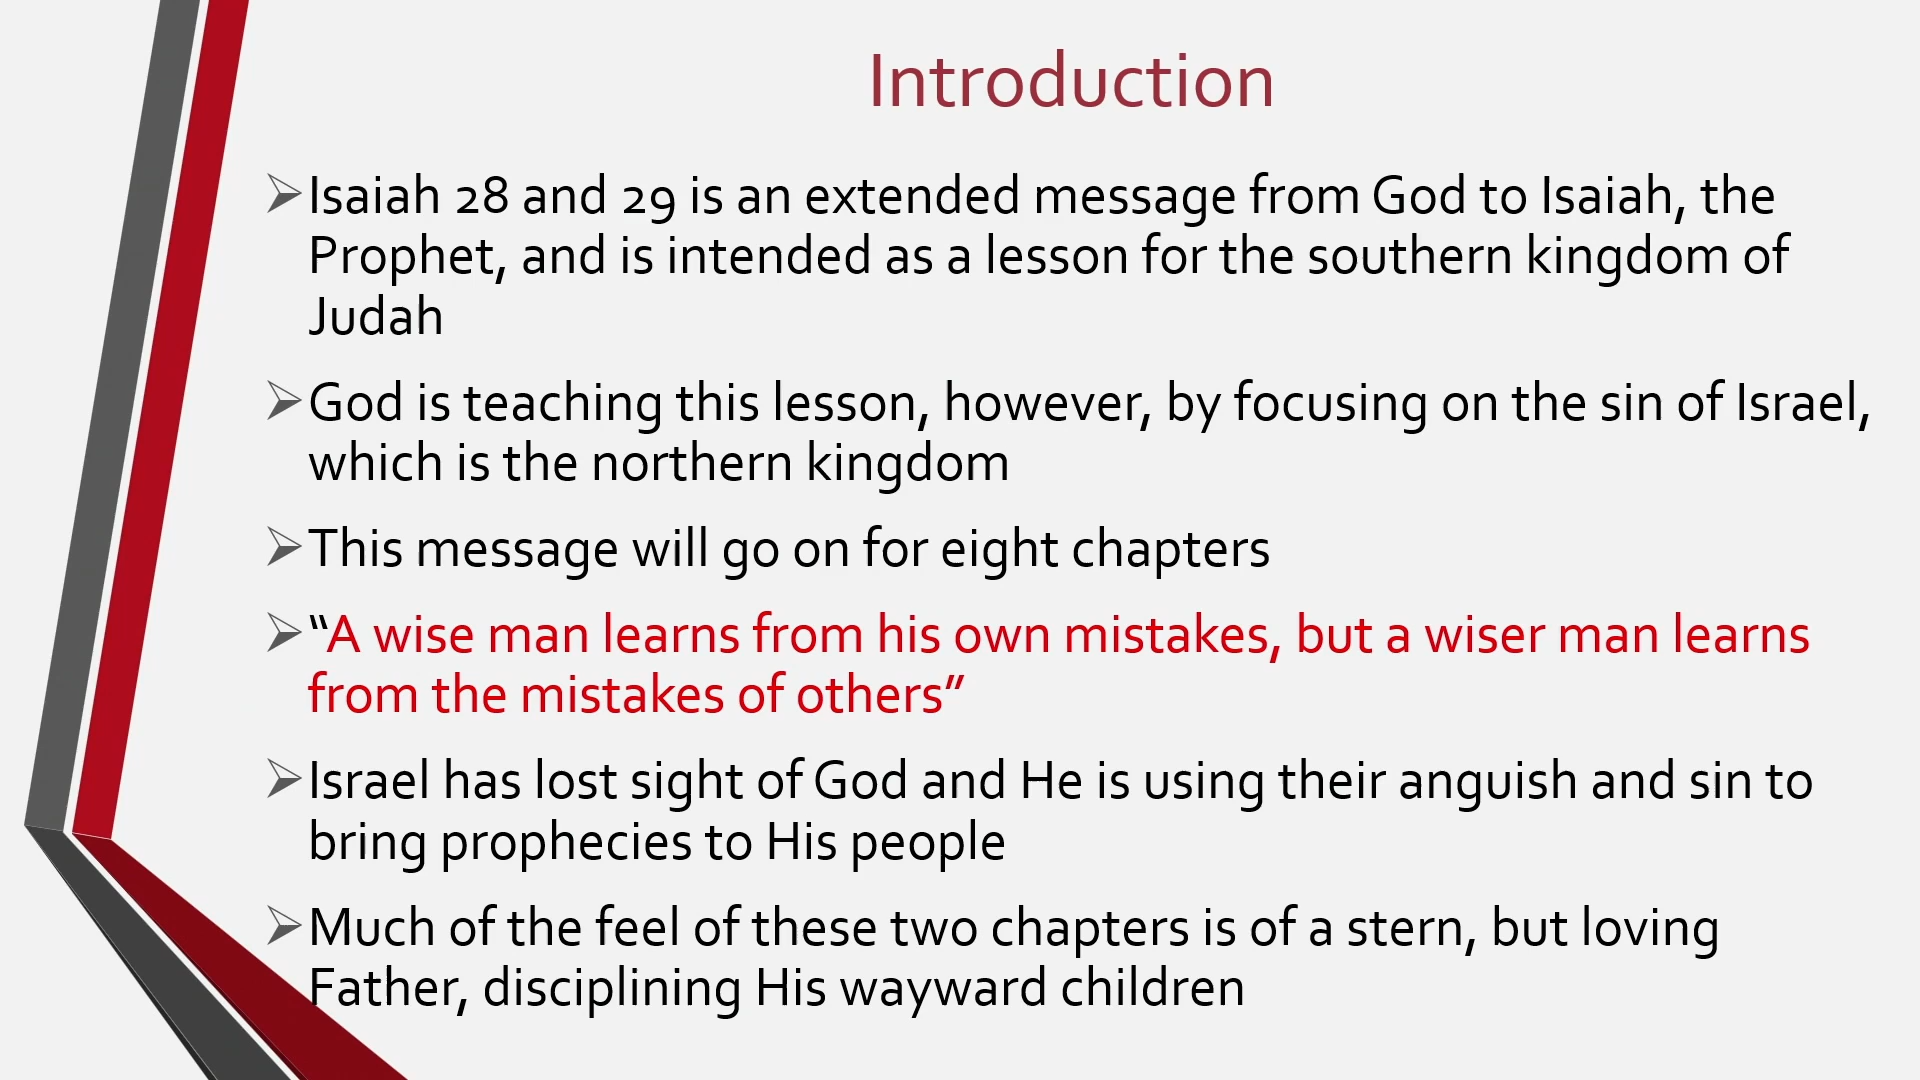 Introduction
➢Isaiah 28 and 29 is an extended message from God to Isaiah, the
Prophet, and is intended as a lesson for the southern kingdom of
Judah
➢God is teaching this lesson, however, by focusing on the sin of Israel,
which is the northern kingdom
➢This message will go on for eight chapters
➢“A wise man learns from his own mistakes, but a wiser man learns
from the mistakes of others”
➢Israel has lost sight of God and He is using their anguish and sin to
bring prophecies to His people
➢Much of the feel of these two chapters is of a stern, but loving
Father, disciplining His wayward children